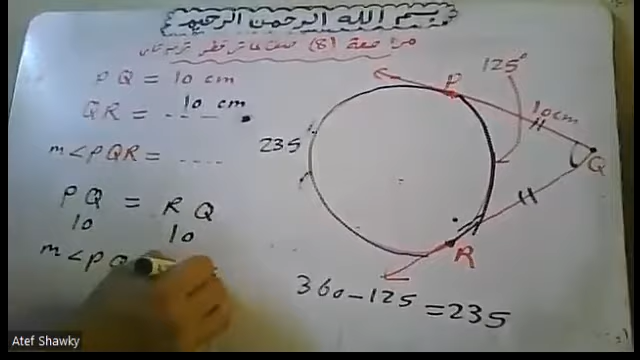 بسم الله الرحمن الرحيم
(8)
PQ = 10 cm
QR = 10 cm
m<PQR = ....
PQ = RQ
10 10
m<PQ
125°
P
10cm
Q
235
R
360-125=235
Atef Shawky